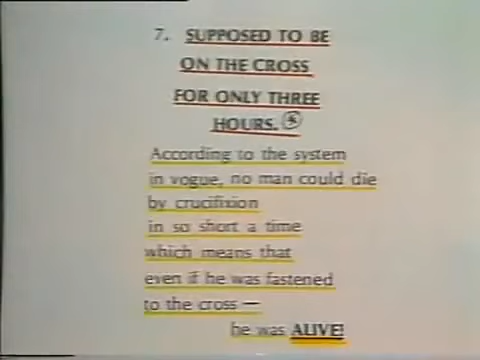 7. SUPPOSED TO BE
ON THE CROSS
FOR ONLY THREE
HOURS. *
According to the system
in vogue, no man could die
by crucifixion
in so short a time
which means that
even if he was fastened
to the cross —
he was ALIVE!